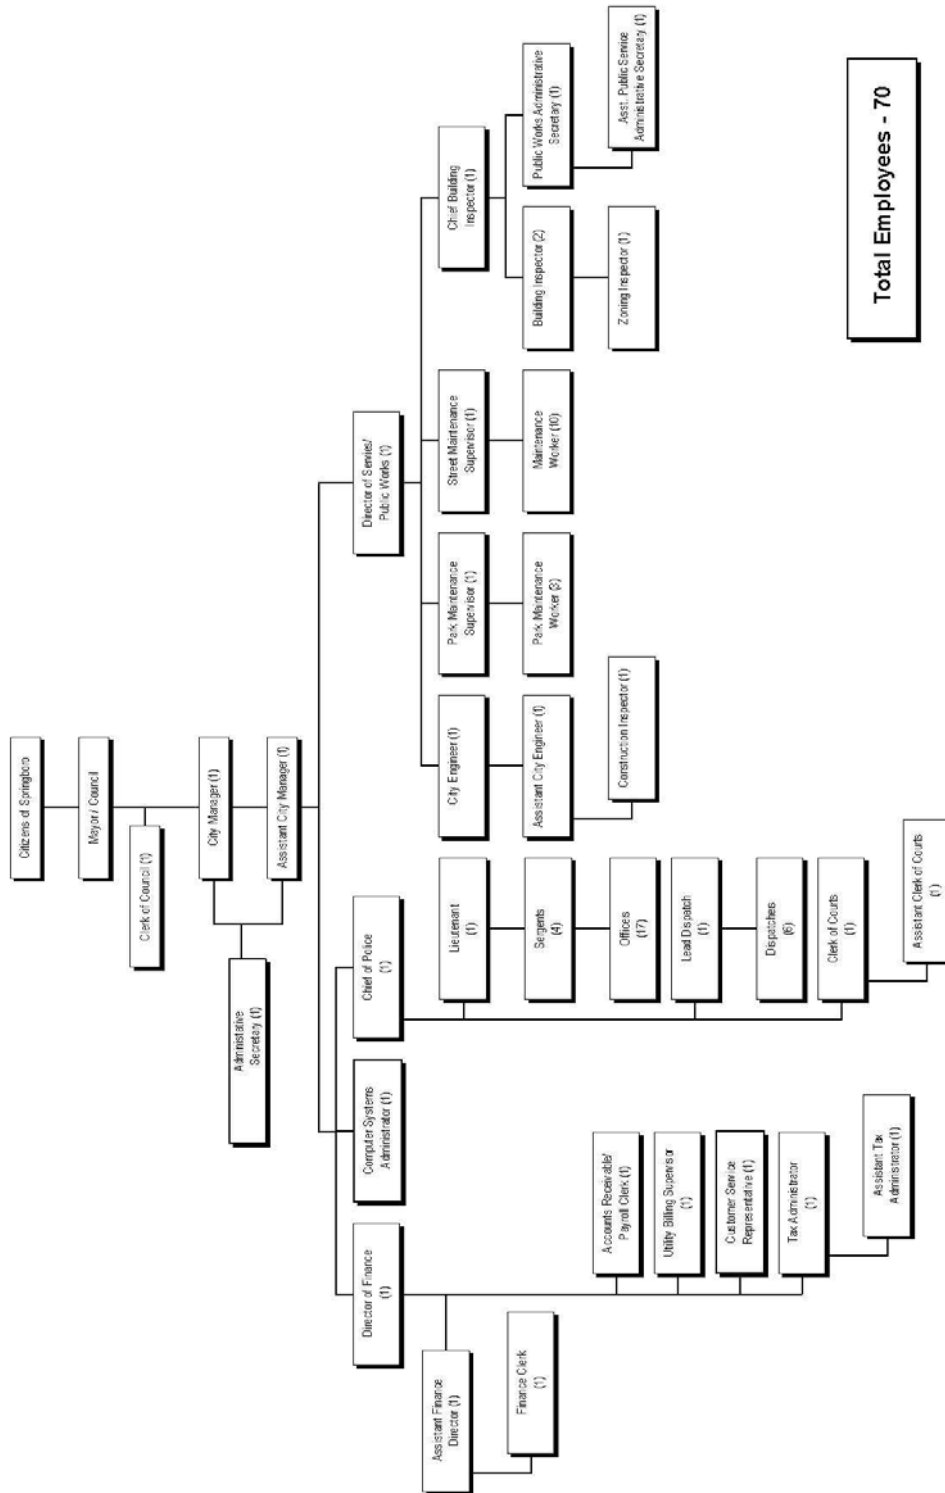 Citizens of Springboro
Mayor / Council
Clerk of Council (1)
City Manager (1)
Assistant City Manager (1)
Administative
Secretary (1)
Director of Finance
(1)
Computer Systems
Administrator (1)
Chief of Police
(1)
Director of Servies/
Public Works (1)
Assistant Finance
Director (1)
Finance Clerk
(1)
Accounts Receivable/
Payroll Clerk (1)
Utility Billing Supervisor
(1)
Customer Service
Representative (1)
Tax Administrator
(1)
Assistant Tax
Administrator (1)
Lieutenant
(1)
Sergents
(4)
Offices
(17)
Lead Dispatch
(1)
Dispatchers
(6)
Clerk of Courts
(1)
Assistant Clerk of Courts
(1)
City Engineer (1)
Assistant City Engineer (1)
Construction Inspector (1)
Park Maintenance
Supervisor (1)
Park Maintenance
Worker (3)
Street Maintenance
Supervisor (1)
Maintenance
Worker (10)
Chief Building
Inspector (1)
Building Inspector (2)
Zoning Inspector (1)
Public Works Administrative
Secretary (1)
Asst. Public Service
Administrative Secretary (1)
Total Employees - 70